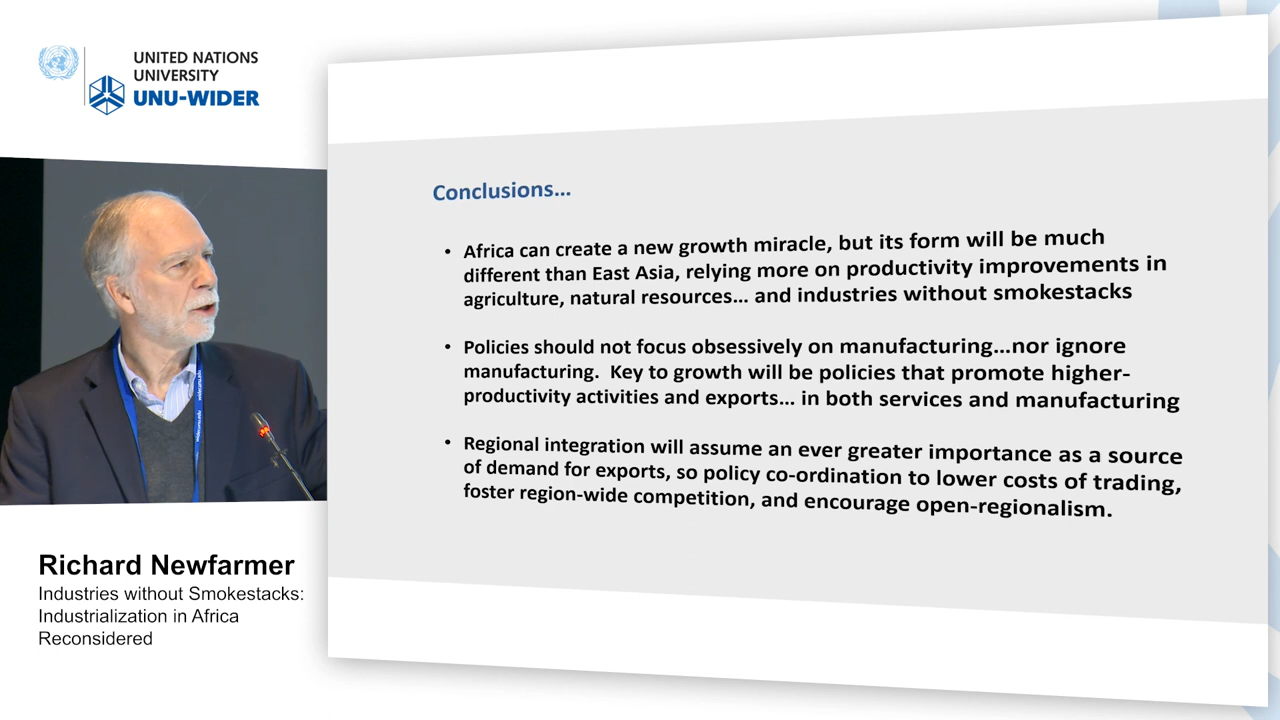 UNITED NATIONS
UNIVERSITY
UNU-WIDER
Richard Newfarmer
Industries without Smokestacks:
Industrialization in Africa
Reconsidered
Conclusions...
• Africa can create a new growth miracle, but its form will be much
different than East Asia, relying more on productivity improvements in
agriculture, natural resources... and industries without smokestacks
• Policies should not focus obsessively on manufacturing...nor ignore
manufacturing.  Key to growth will be policies that promote higher-
productivity activities and exports... in both services and manufacturing
• Regional integration will assume an ever greater importance as a source
of demand for exports, so policy co-ordination to lower costs of trading,
foster region-wide competition, and encourage open-regionalism.